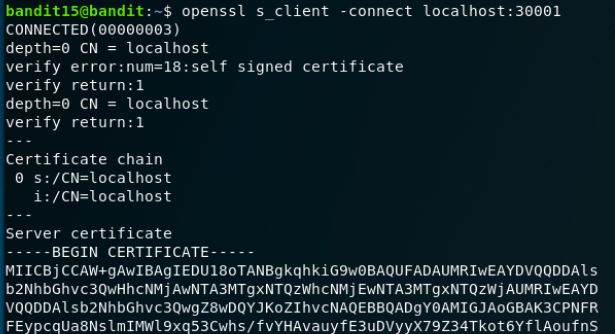 bandit15@bandit:~$ openssl s_client -connect localhost:30001
CONNECTED(00000003)
depth=0 CN = localhost
verify error:num=18:self signed certificate
verify return:1
depth=0 CN = localhost
verify return:1
---
Certificate chain
 0 s:/CN=localhost
   i:/CN=localhost
---
Server certificate
-----BEGIN CERTIFICATE-----
MIICBjCCAW+gAwIBAgIEDU18oTANBgkqhkiG9w0BAQUFADAUMRIwEAYDVQQDDAls
b2NhbGhvc3QwHhcNMjAwNTA3MTgxNTQzWhcNMjEwNTA3MTgxNTQzWjAUMRIwEAYD
VQQDDAlsb2NhbGhvc3QwgZ8wDQYJKoZIhvcNAQEBBQADgY0AMIGJAoGBAK3CPNFR
FEypcqUa8NslmIMWl9xq53Cwhs/fvYHAvauyfE3uDVyyX79Z34Tkot6YflAoufnS